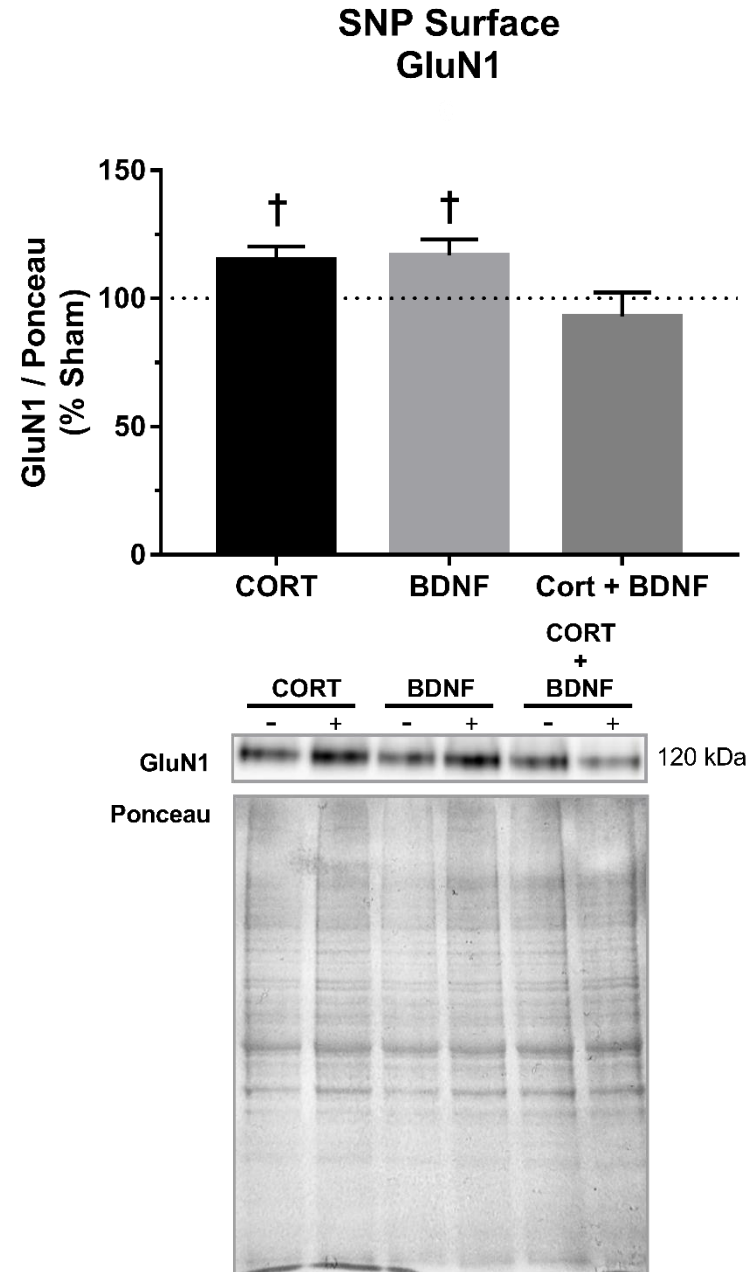 SNP Surface
GluN1
GluN1 / Ponceau
(% Sham)
150
100
50
0
† †
CORT BDNF Cort + BDNF
CORT
+
CORT BDNF BDNF
- + - + - +
GluN1 120 kDa
Ponceau